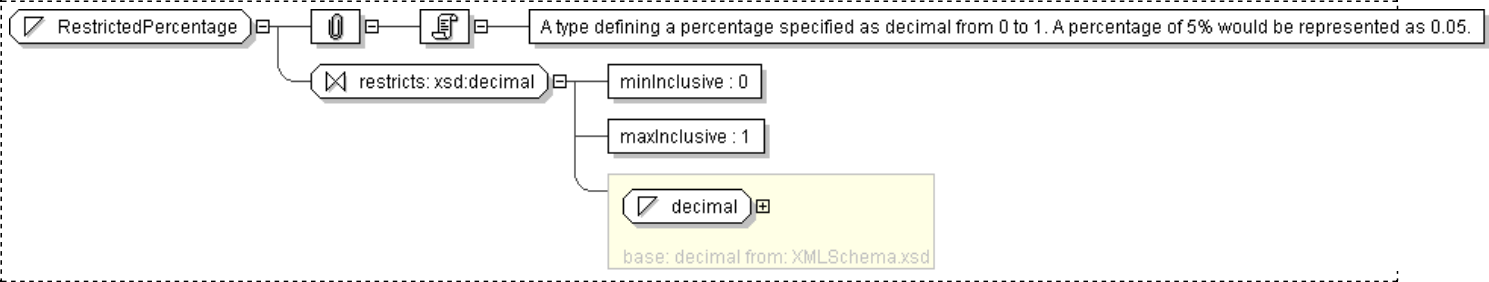 RestrictedPercentage
A type defining a percentage specified as decimal from 0 to 1. A percentage of 5% would be represented as 0.05.
restricts: xsd:decimal
minInclusive : 0
maxInclusive : 1
decimal
base: decimal from: XMLSchema.xsd